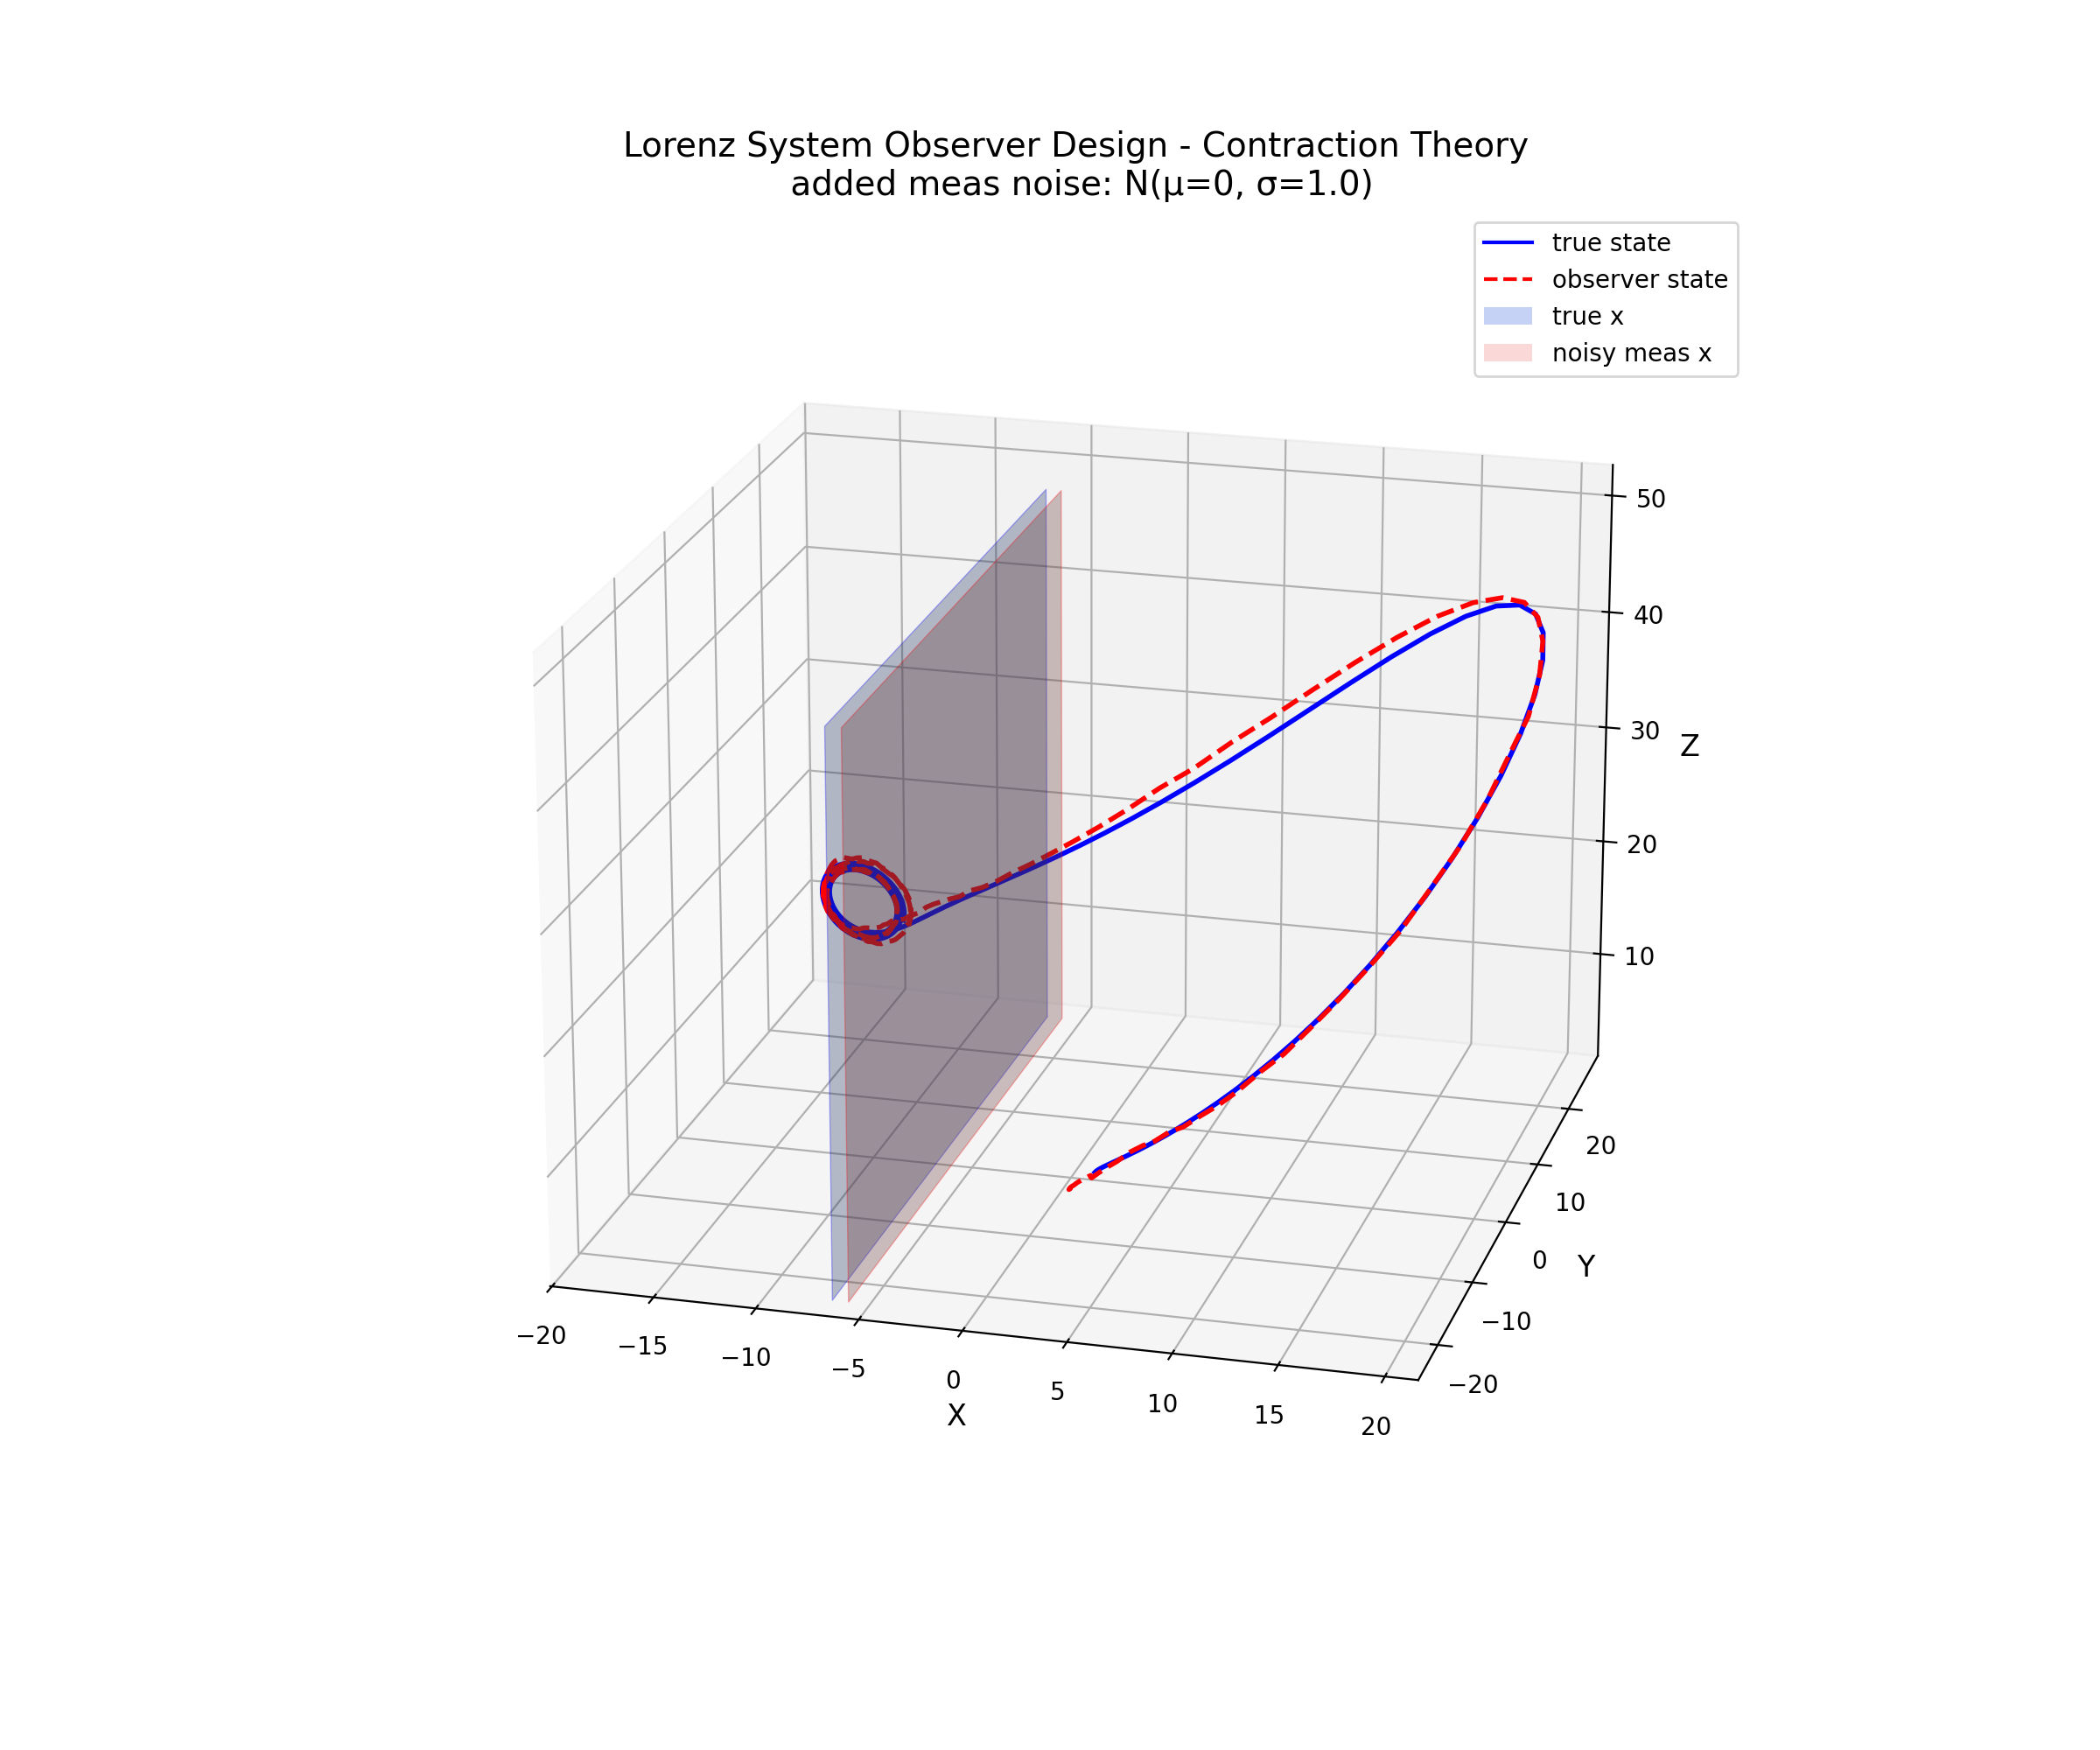 Lorenz System Observer Design - Contraction Theory
added meas noise: N(μ=0, σ=1.0)
true state
observer state
true x
noisy meas x
50
40
30
Z
20
10
20
10
0
Y
−10
−20
−20
−15
−10
−5
0
5
10
15
20
X